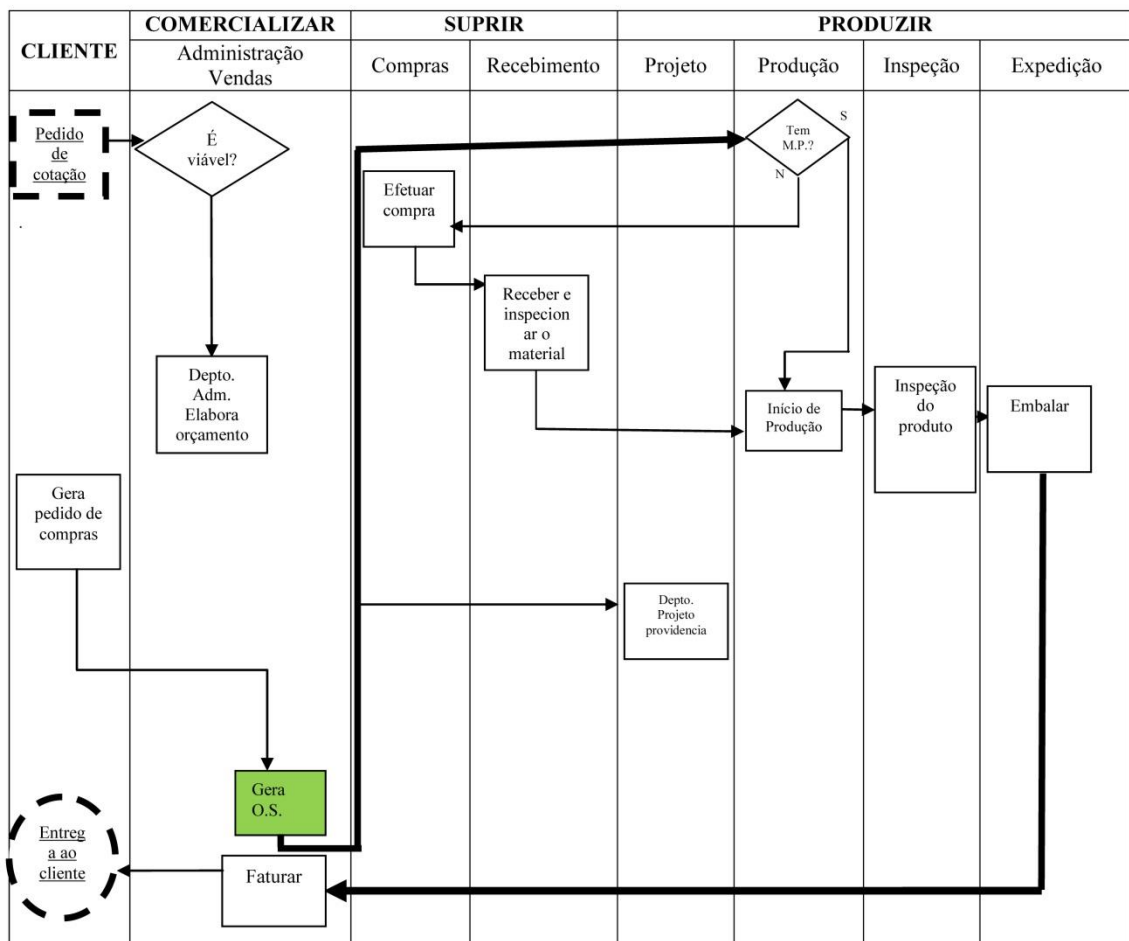 CLIENTE
COMERCIALIZAR
SUPRIR
PRODUZIR
Administração
Vendas
Compras
Recebimento
Projeto
Produção
Inspeção
Expedição
Pedido
de
cotação
.
É
viável?
Tem
M.P.?
S
N
Efetuar
compra
Receber e
inspecion
ar o
material
Depto.
Adm.
Elabora
orçamento
Início de
Produção
Inspeção
do
produto
Embalar
Gera
pedido de
compras
Depto.
Projeto
providencia
Gera
O.S.
Entreg
a ao
cliente
Faturar